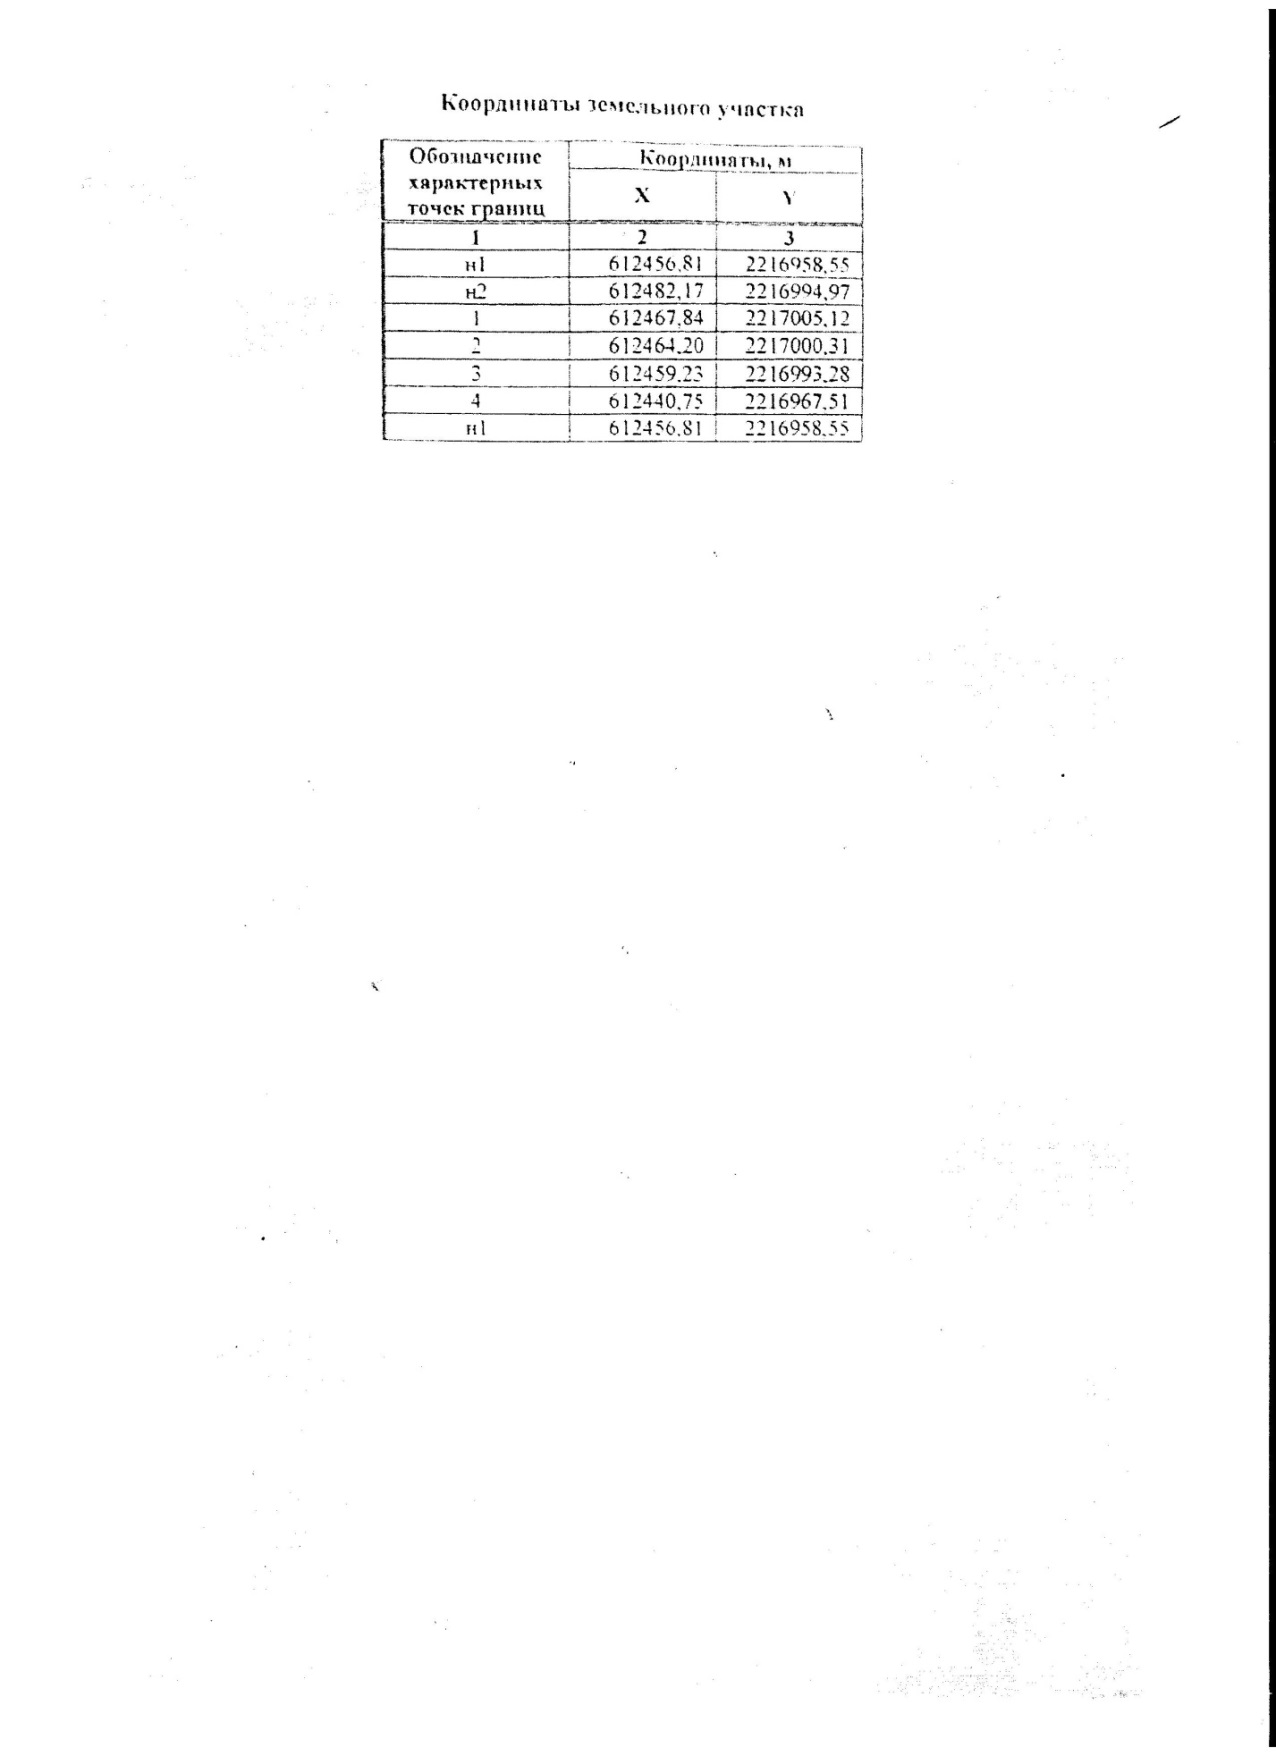 Координаты земельного участка
Обозначение характерных точек границ
Координаты, м
X
Y
1 2 3
н1 612456,81 2216958,55
н2 612482,17 2216994,97
1 612467,84 2217005,12
2 612464,20 2217000,31
3 612459,23 2216993,28
4 612440,75 2216967,51
н1 612456,81 2216958,55